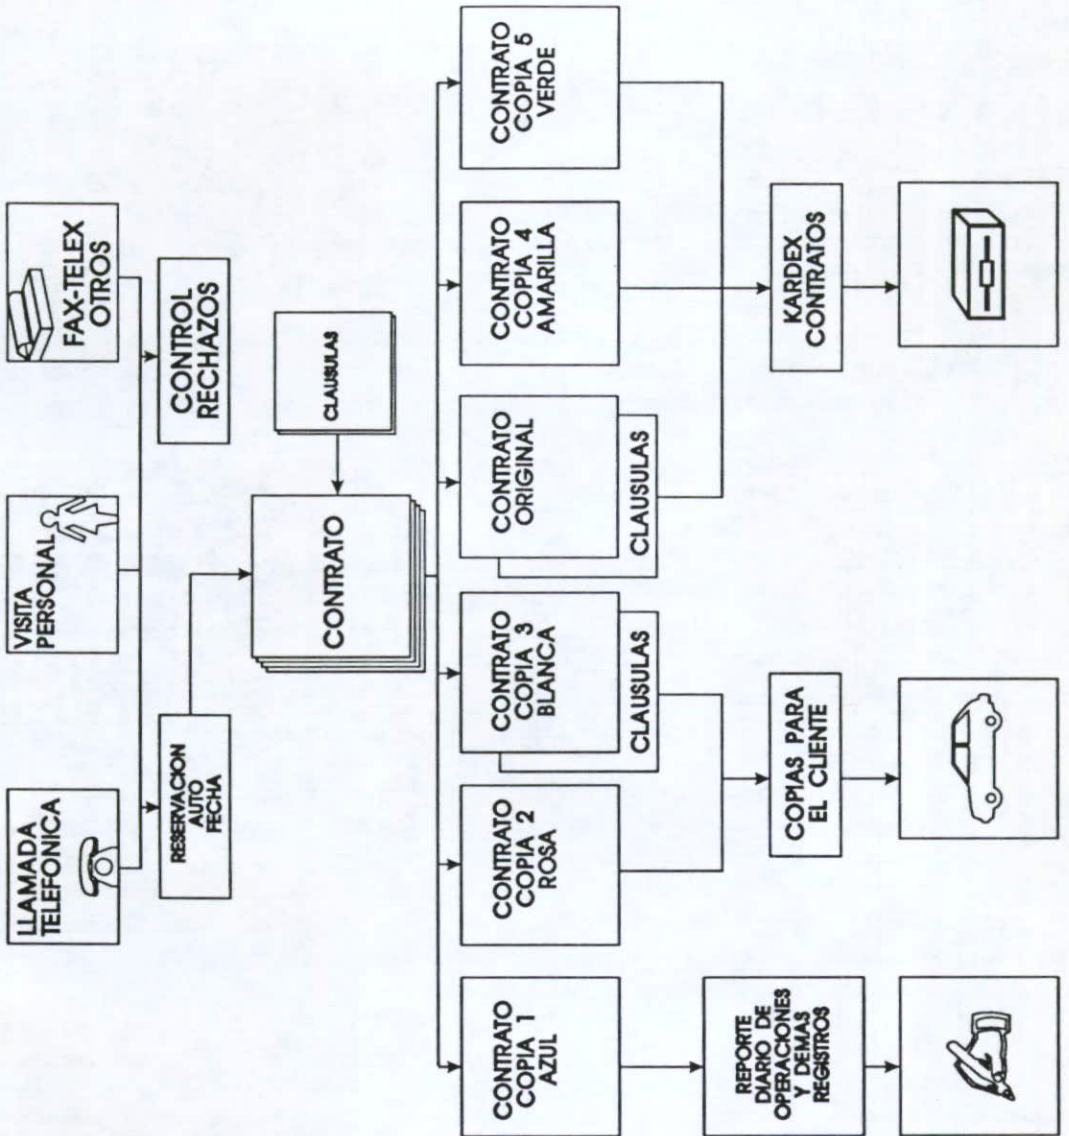 LLAMADA
TELEFONICA
VISITA
PERSONAL
FAX-TELEX
OTROS
RESERVACION
AUTO
FECHA
CONTROL
RECHAZOS
CONTRATO
CLAUSULAS
CONTRATO
COPIA 1
AZUL
CONTRATO
COPIA 2
ROSA
CONTRATO
COPIA 3
BLANCA
CLAUSULAS
CONTRATO
ORIGINAL
CLAUSULAS
CONTRATO
COPIA 4
AMARILLA
CONTRATO
COPIA 5
VERDE
REPORTE
DIARIO DE
OPERACIONES
Y DEMAS
REGISTROS
COPIAS PARA
EL CLIENTE
KARDEX
CONTRATOS